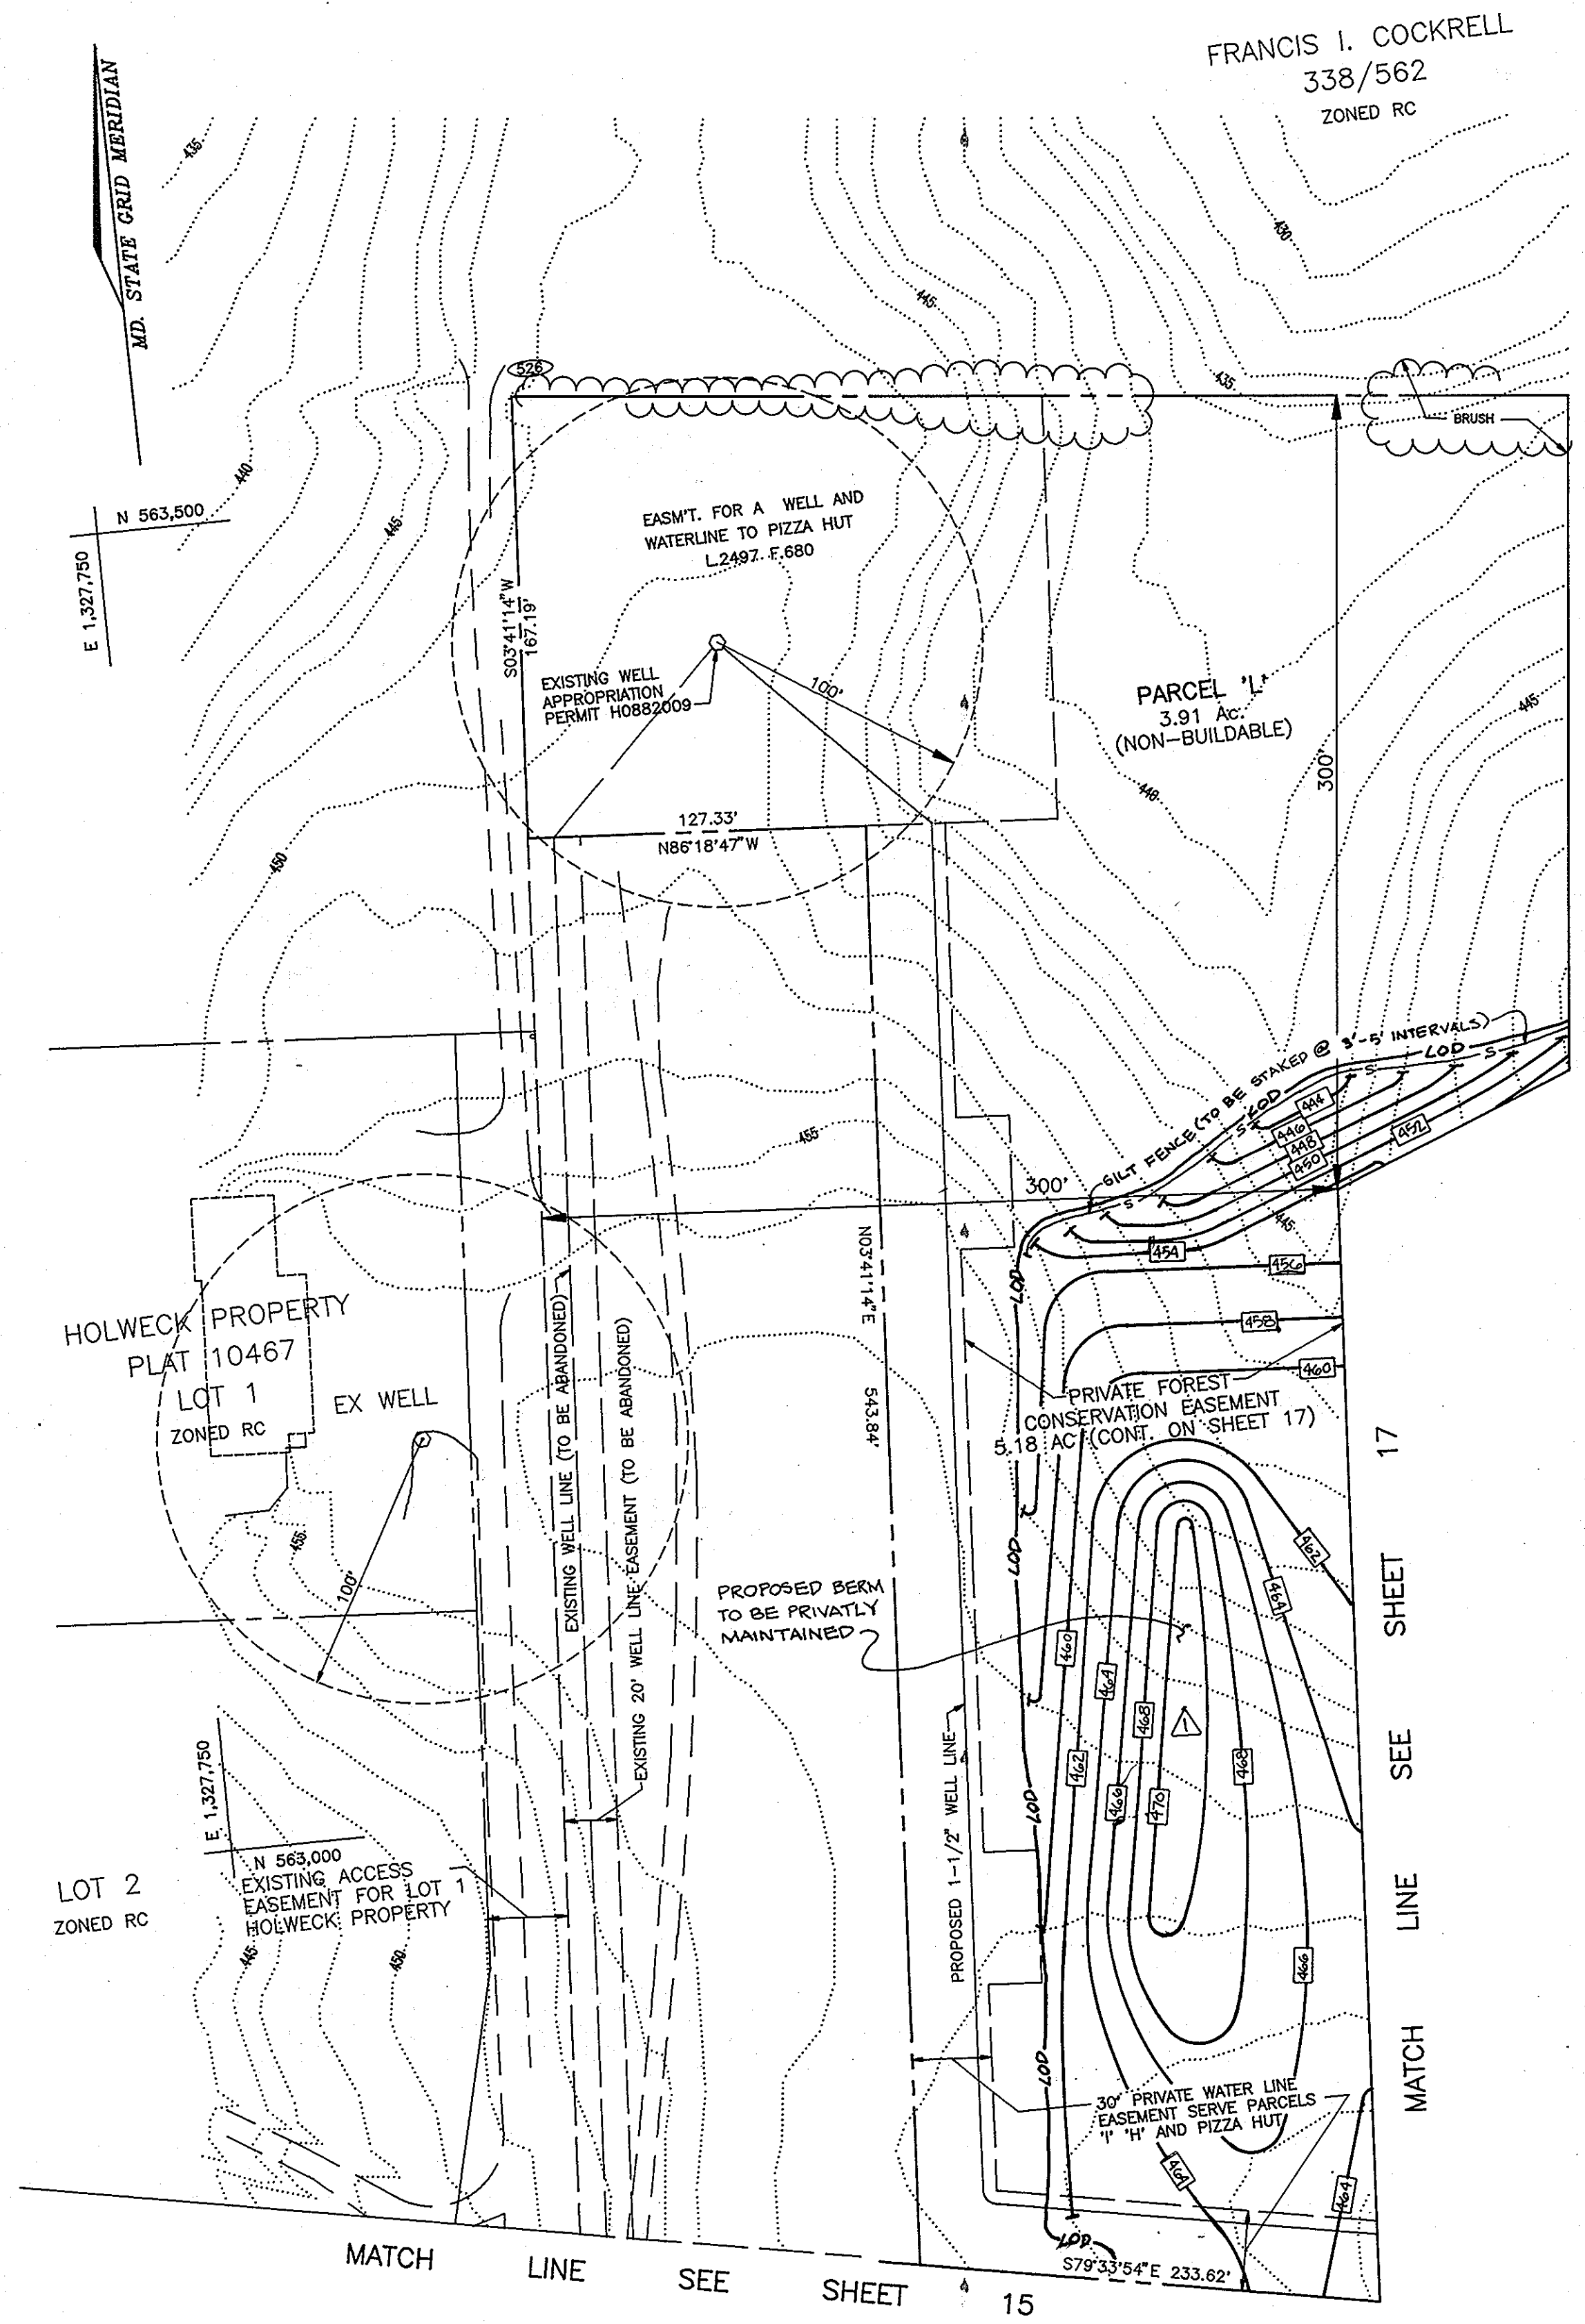 FRANCIS I. COCKRELL
338/562
ZONED RC
MD. STATE GRID MERIDIAN
435
430
445
526
435
BRUSH
440
N 563,500
E 1,327,750
445
EASM'T. FOR A WELL AND
WATERLINE TO PIZZA HUT
L.2497 F.680
S03°41'14"W
167.19'
EXISTING WELL
APPROPRIATION
PERMIT H0882009
100'
PARCEL 'L'
3.91 Ac.
(NON-BUILDABLE)
445
300'
440
127.33'
N86°18'47"W
450
SILT FENCE (TO BE STAKED @ 3'-5' INTERVALS)
LOD
S
S
LOD
S
S
444
446
448
450
452
455
300'
445
454
456
LOD
458
460
N03°41'14"E
543.84'
HOLWECK PROPERTY
PLAT 10467
LOT 1
ZONED RC
EX WELL
EXISTING WELL LINE (TO BE ABANDONED)
EXISTING 20' WELL LINE EASEMENT (TO BE ABANDONED)
PRIVATE FOREST
CONSERVATION EASEMENT
5.18 AC (CONT. ON SHEET 17)
455
100'
LOD
462
464
PROPOSED BERM
TO BE PRIVATLY
MAINTAINED
460
464
468
1
462
466
470
468
LOD
PROPOSED 1-1/2" WELL LINE
E 1,327,750
N 563,000
EXISTING ACCESS
EASEMENT FOR LOT 1
HOLWECK PROPERTY
LOT 2
ZONED RC
445
450
466
LOD
30' PRIVATE WATER LINE
EASEMENT SERVE PARCELS
'I' 'H' AND PIZZA HUT
464
464
LOD
S79°33'54"E 233.62'
MATCH LINE SEE SHEET 15
MATCH LINE SEE SHEET 17